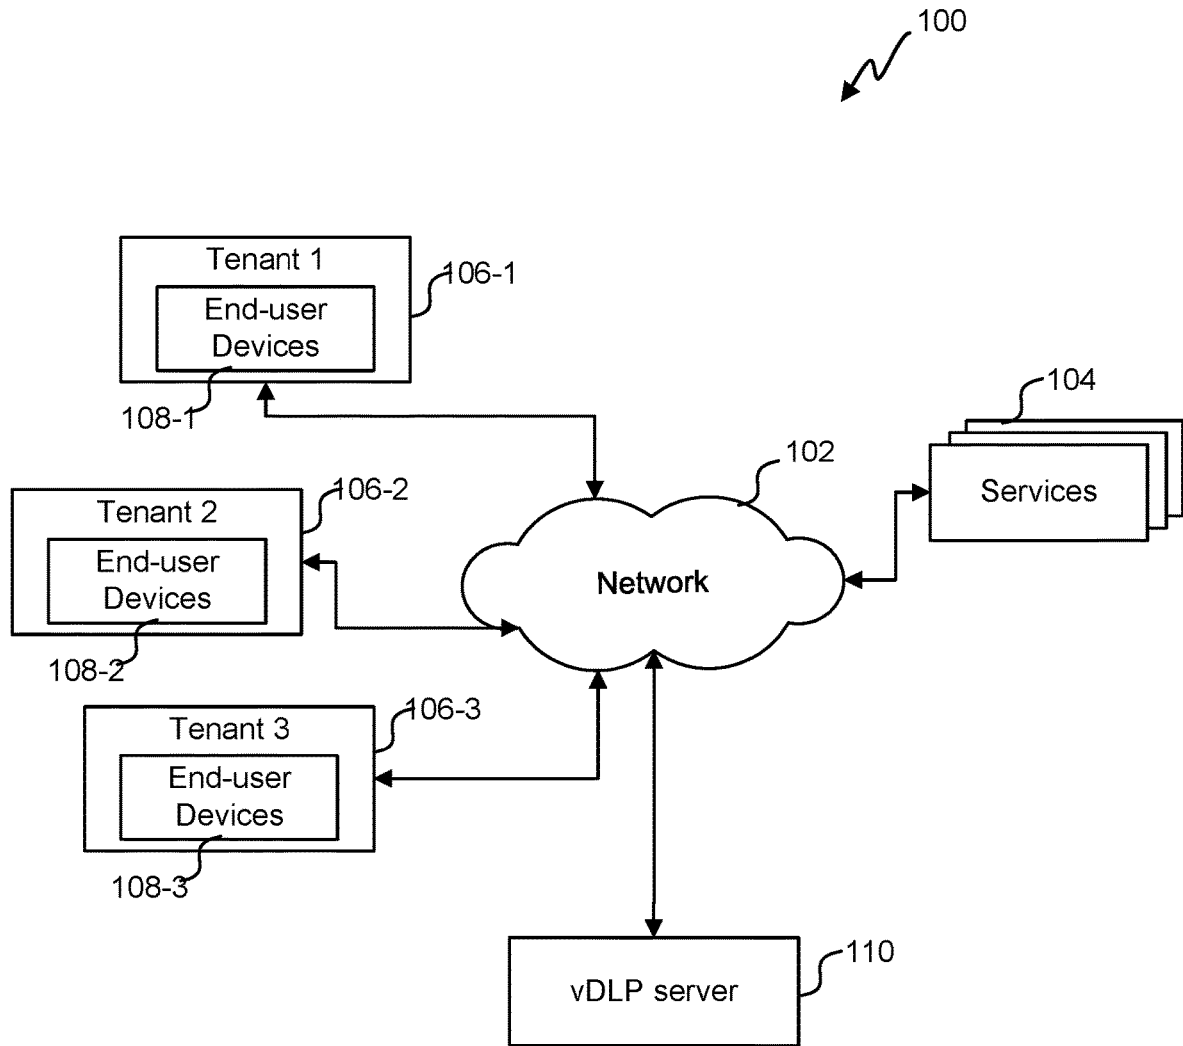 100
Tenant 1
End-user
Devices
106-1
108-1
104
Services
102
Network
Tenant 2
End-user
Devices
106-2
108-2
Tenant 3
End-user
Devices
106-3
108-3
vDLP server
110